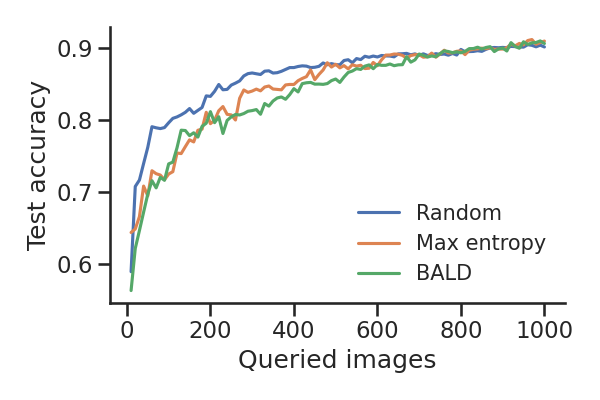 0.9
0.8
0.7
0.6
Test accuracy
Random
Max entropy
BALD
0 200 400 600 800 1000
Queried images